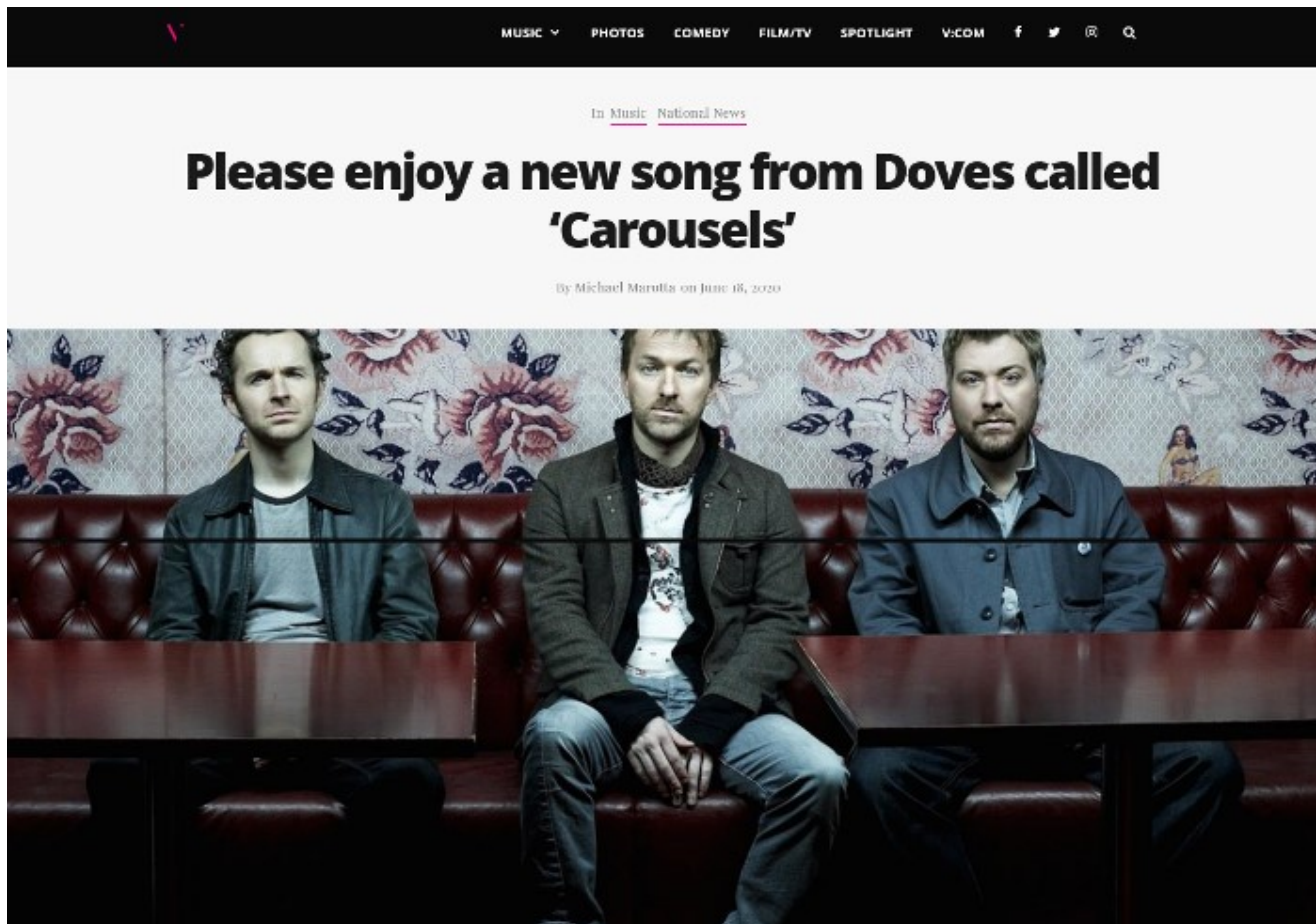 MUSIC PHOTOS COMEDY FILM/TV SPOTLIGHT V:COM
In Music National News
Please enjoy a new song from Doves called
‘Carousels’
By Michael Marotta on June 18, 2020